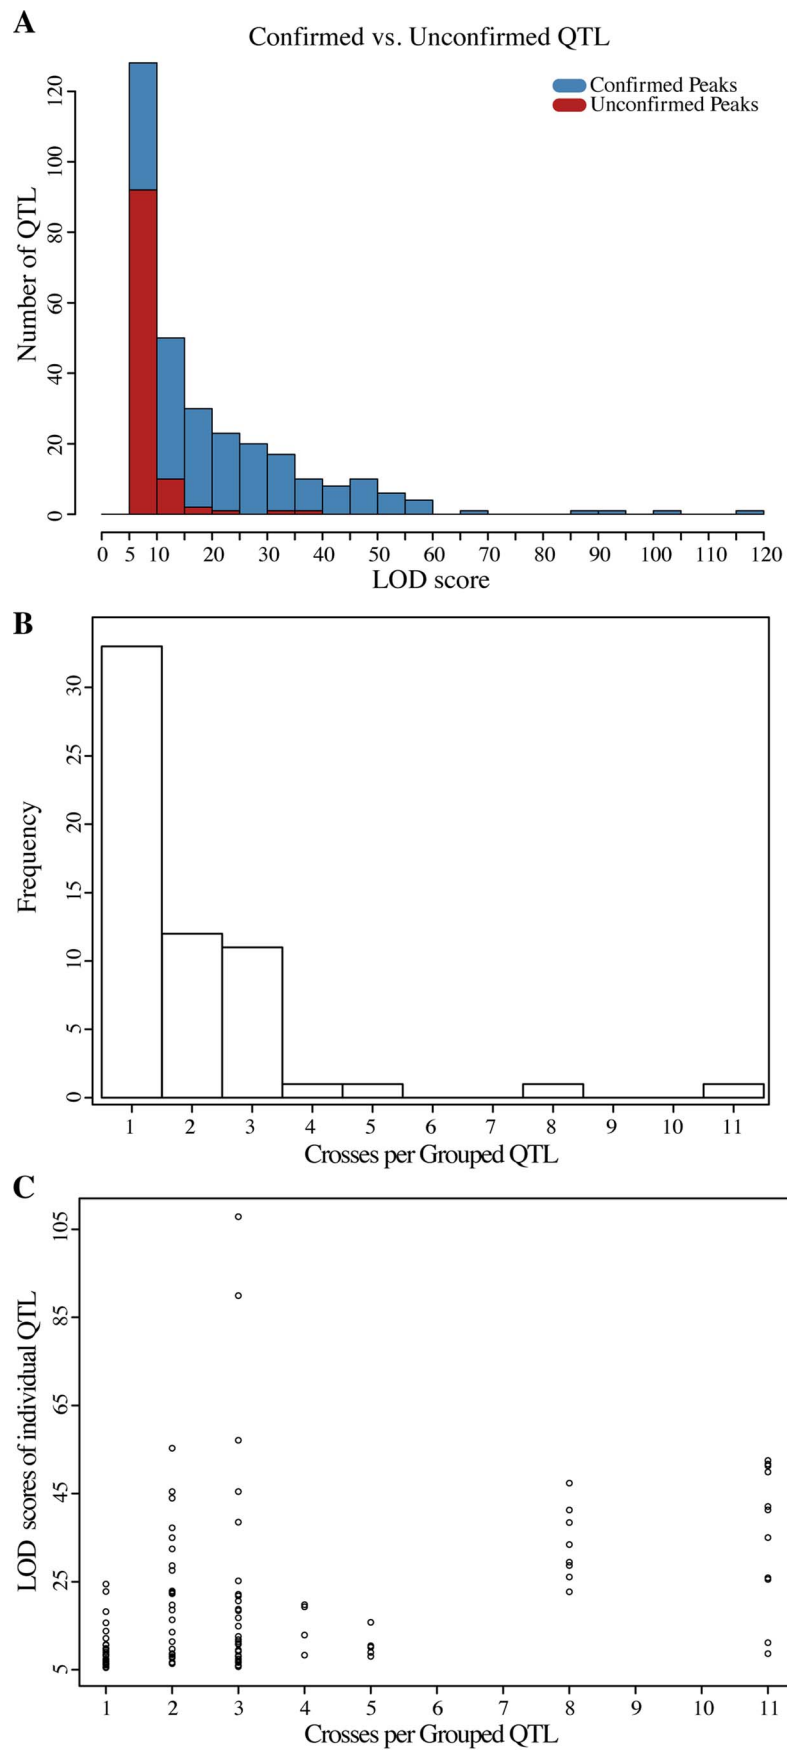 A
Confirmed vs. Unconfirmed QTL
Confirmed Peaks
Unconfirmed Peaks
Number of QTL
0 20 40 60 80 100 120
0 5 10 20 30 40 50 60 70 80 90 100 110 120
LOD score
B
Frequency
0 5 10 15 20 25 30
1 2 3 4 5 6 7 8 9 10 11
Crosses per Grouped QTL
C
LOD scores of individual QTL
5 25 45 65 85 105
1 2 3 4 5 6 7 8 9 10 11
Crosses per Grouped QTL